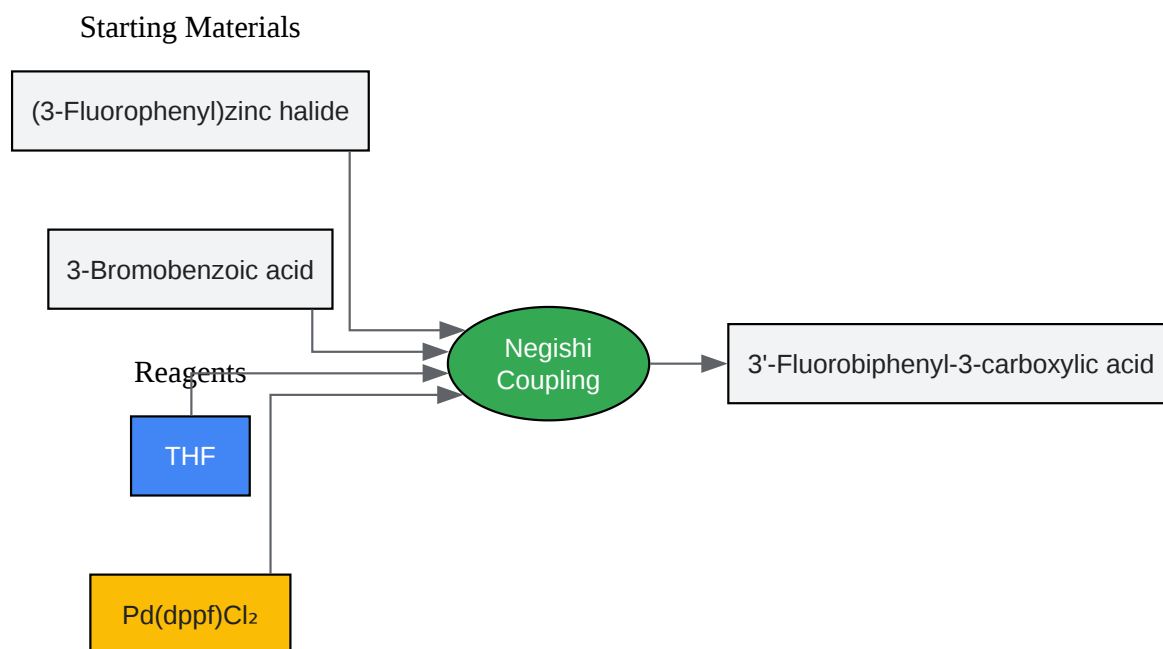 Starting Materials
(3-Fluorophenyl)zinc halide
3-Bromobenzoic acid
Reagents
THF
Pd(dppf)Cl₂
Negishi
Coupling
3'-Fluorobiphenyl-3-carboxylic acid